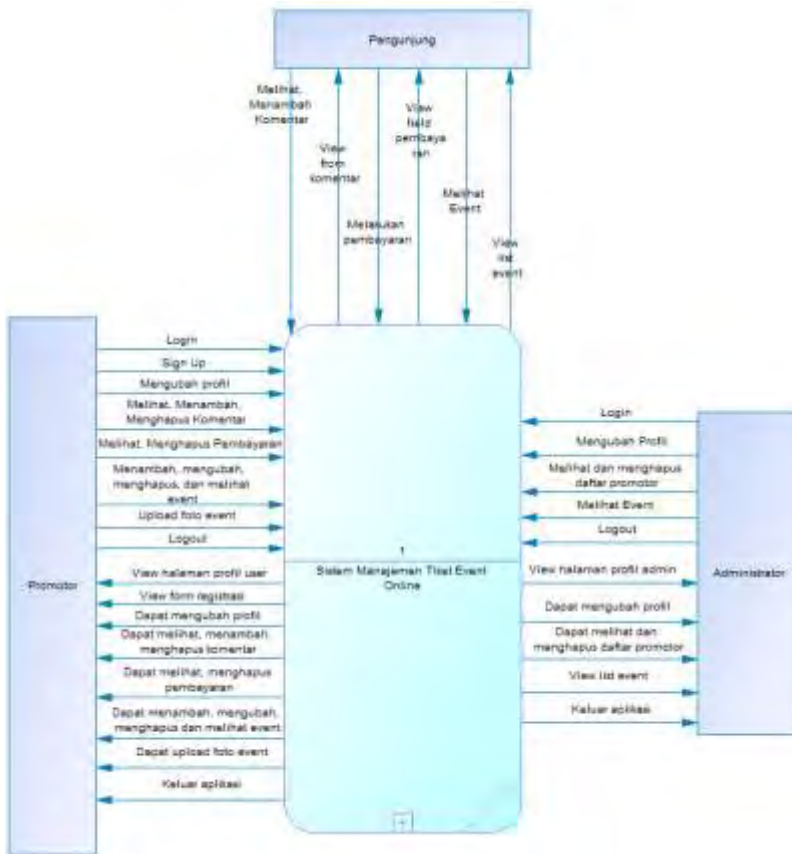 Pengunjung
Melihat,
Menambah
Komentar
View
from
komentar
Melakukan
pembayaran
View
field
pembaya
ran
Melihat
Event
View
list
event
Promotor
Login
Sign Up
Mengubah profil
Melihat, Menambah,
Menghapus Komentar
Melihat, Menghapus Pembayaran
Menambah, mengubah,
menghapus, dan melihat
event
Upload foto event
Logout
View halaman profil user
View form registrasi
Dapat mengubah profil
Dapat melihat, menambah,
menghapus komentar
Dapat melihat, menghapus
pembayaran
Dapat menambah, mengubah,
menghapus dan melihat event
Dapat upload foto event
Keluar aplikasi
1
Sistem Manajemen Tiket Event
Online
Login
Mengubah Profil
Melihat dan menghapus
daftar promotor
Melihat Event
Logout
View halaman profil admin
Dapat mengubah profil
Dapat melihat dan
menghapus daftar promotor
View list event
Keluar aplikasi
Administrator
+